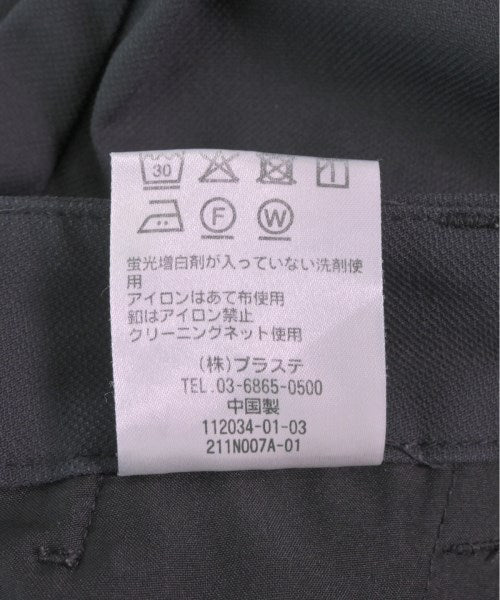 30
F W
蛍光増白剤が入っていない洗剤使
用
アイロンはあて布使用
釦はアイロン禁止
クリーニングネット使用
(株)プラステ
TEL.03-6865-0500
中国製
112034-01-03
211N007A-01